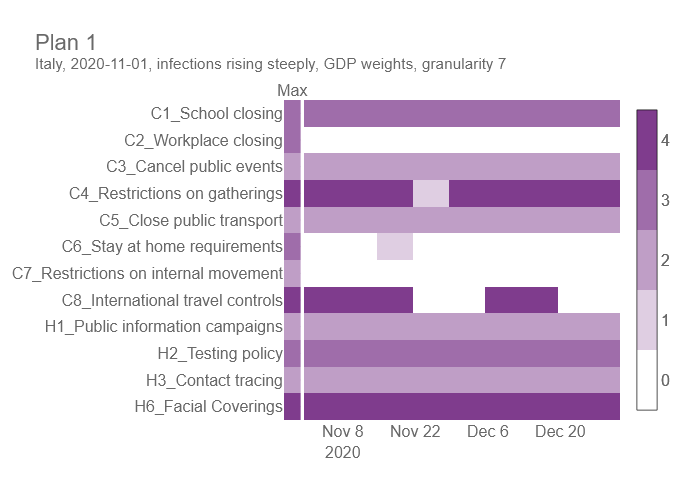 Plan 1
Italy, 2020-11-01, infections rising steeply, GDP weights, granularity 7
Max
C1_School closing
C2_Workplace closing
C3_Cancel public events
C4_Restrictions on gatherings
C5_Close public transport
C6_Stay at home requirements
C7_Restrictions on internal movement
C8_International travel controls
H1_Public information campaigns
H2_Testing policy
H3_Contact tracing
H6_Facial Coverings
4
3
2
1
0
Nov 8 Nov 22 Dec 6 Dec 20
2020